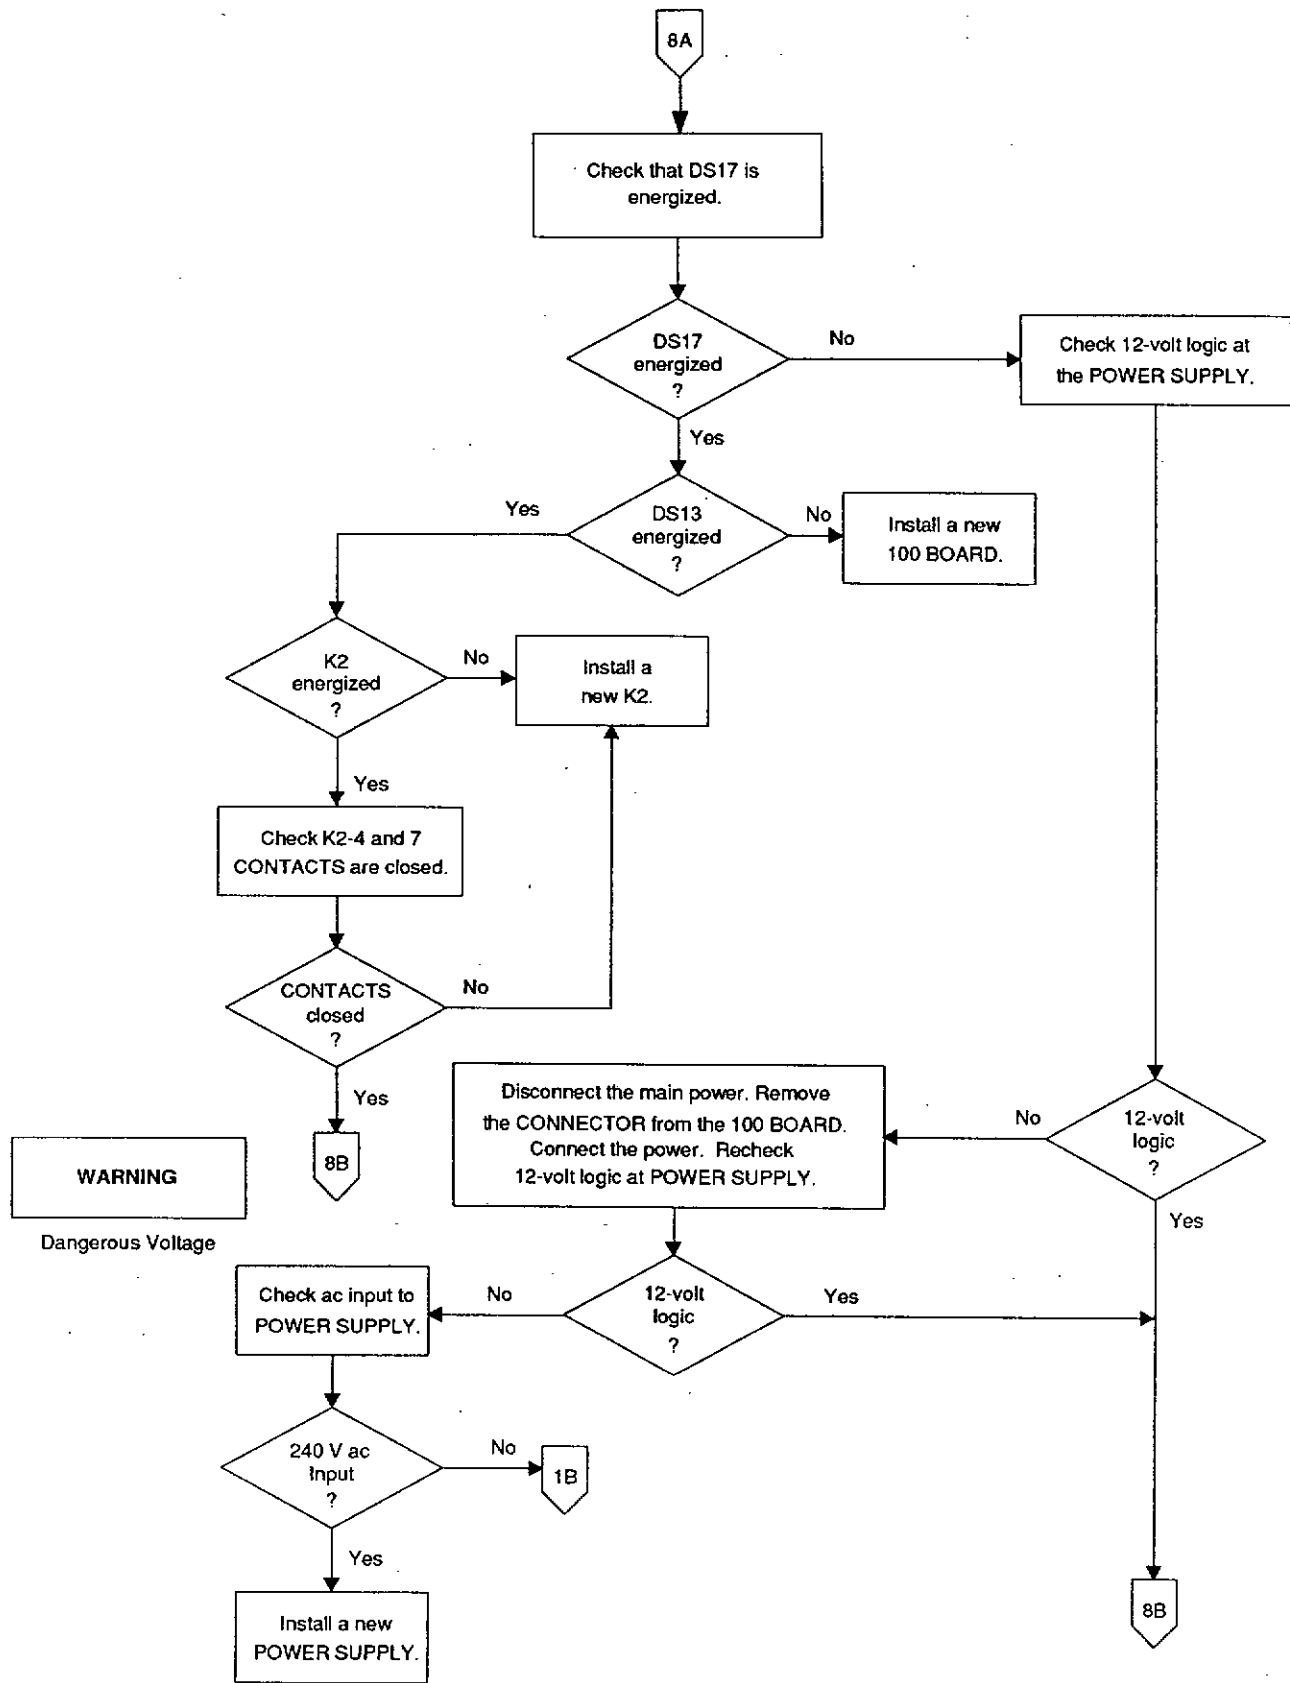 8A
Check that DS17 is
energized.
DS17
energized
?
No
Check 12-volt logic at
the POWER SUPPLY.
Yes
DS13
energized
?
Yes
No
Install a new
100 BOARD.
K2
energized
?
No
Install a
new K2.
Yes
Check K2-4 and 7
CONTACTS are closed.
CONTACTS
closed
?
No
Yes
8B
Disconnect the main power. Remove
the CONNECTOR from the 100 BOARD.
Connect the power. Recheck
12-volt logic at POWER SUPPLY.
No
12-volt
logic
?
Yes
WARNING
Dangerous Voltage
Check ac input to
POWER SUPPLY.
No
12-volt
logic
?
Yes
240 V ac
Input
?
No
1B
Yes
Install a new
POWER SUPPLY.
8B